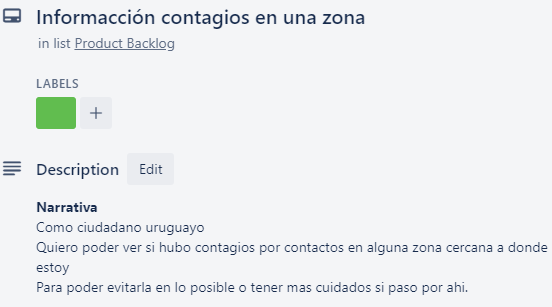 Informacción contagios en una zona
in list Product Backlog
LABELS
+
Description Edit
Narrativa
Como ciudadano uruguayo
Quiero poder ver si hubo contagios por contactos en alguna zona cercana a donde
estoy
Para poder evitarla en lo posible o tener mas cuidados si paso por ahi.